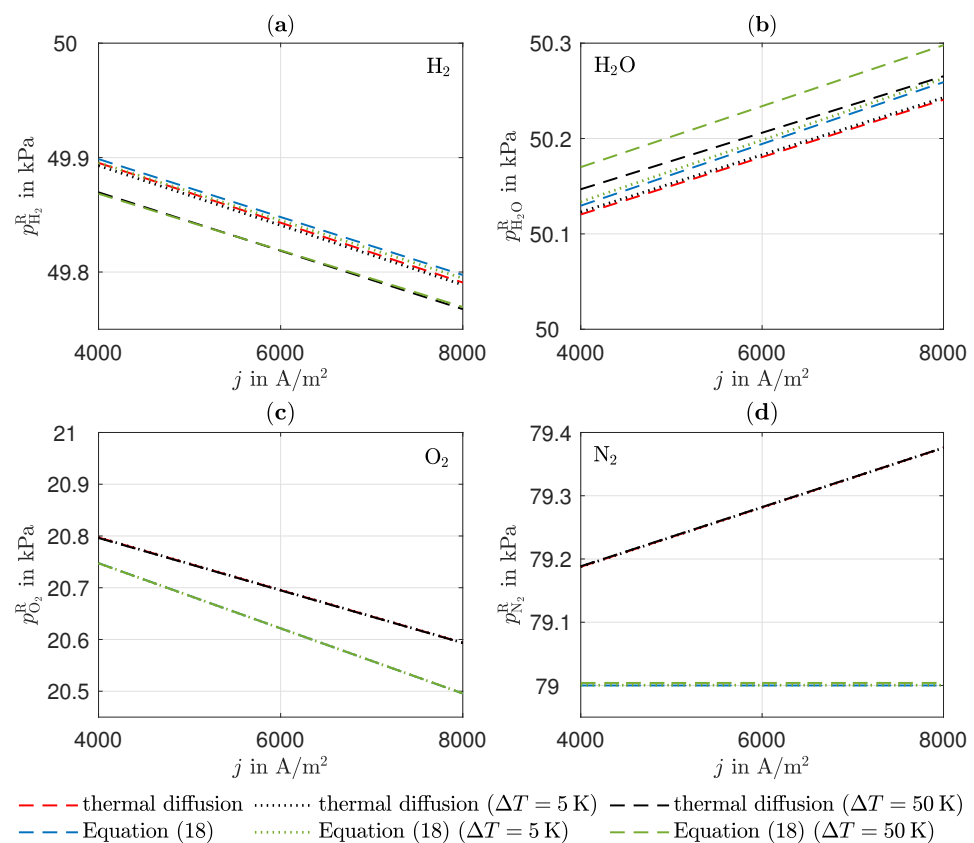 (a)
50
49.9
49.8
4000 6000 8000
H₂
p^R_H₂ in kPa
j in A/m²
(b)
50.3
50.2
50.1
50
4000 6000 8000
H₂O
p^R_H₂O in kPa
j in A/m²
(c)
21
20.9
20.8
20.7
20.6
20.5
4000 6000 8000
O₂
p^R_O₂ in kPa
j in A/m²
(d)
79.4
79.3
79.2
79.1
79
4000 6000 8000
N₂
p^R_N₂ in kPa
j in A/m²
thermal diffusion thermal diffusion (ΔT = 5 K) thermal diffusion (ΔT = 50 K)
Equation (18) Equation (18) (ΔT = 5 K) Equation (18) (ΔT = 50 K)